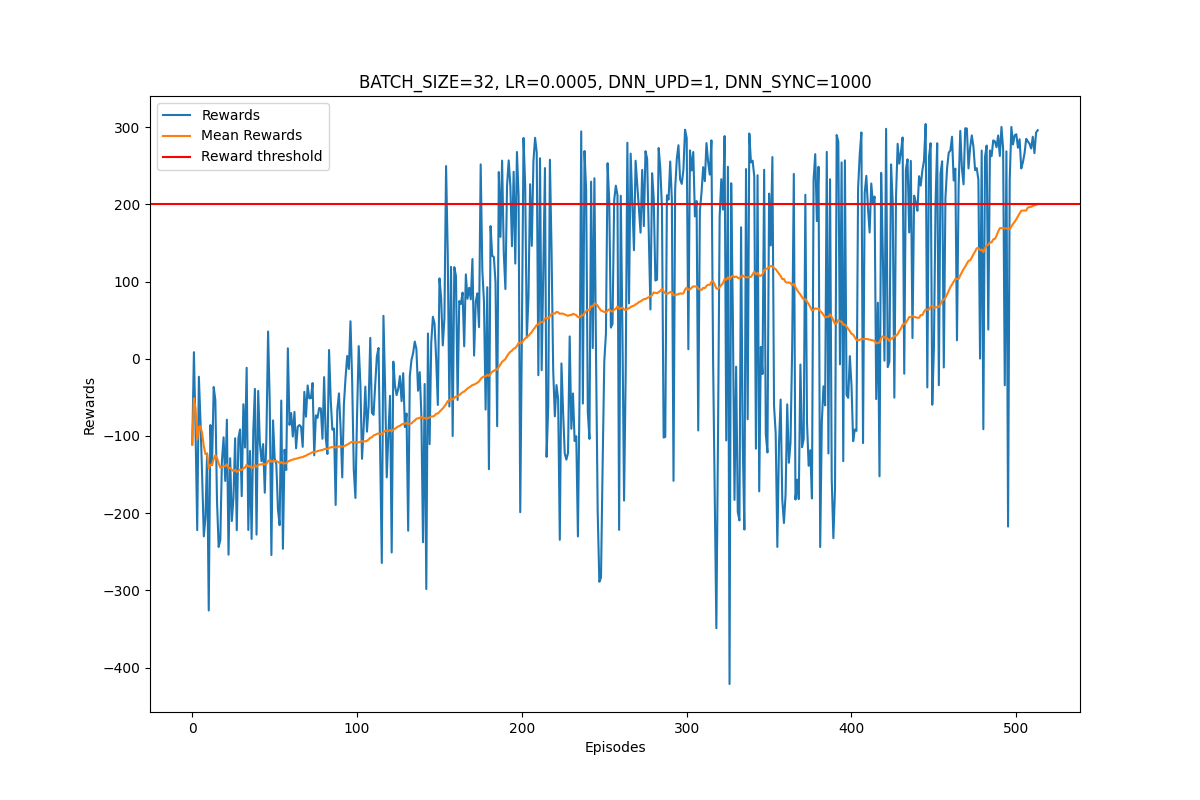 BATCH_SIZE=32, LR=0.0005, DNN_UPD=1, DNN_SYNC=1000
Rewards
Mean Rewards
Reward threshold
300
200
100
0
−100
−200
−300
−400
Rewards
0
100
200
300
400
500
Episodes